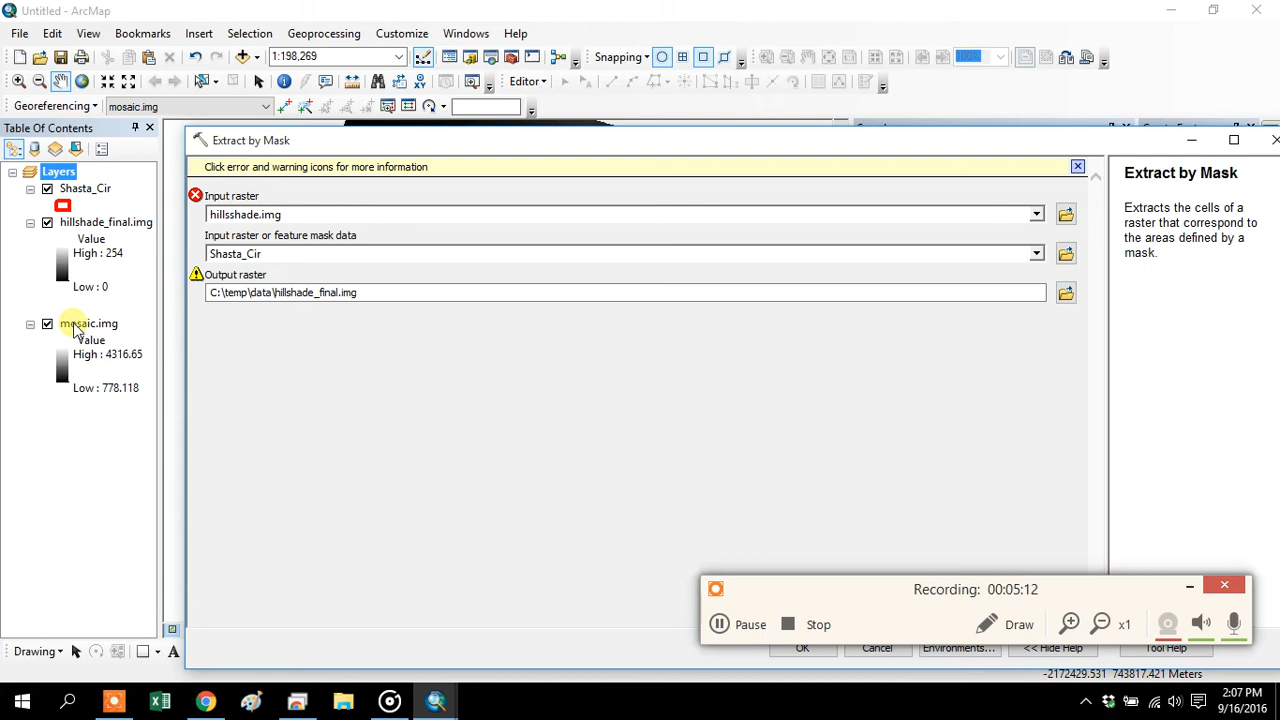 Untitled - ArcMap
File Edit View Bookmarks Insert Selection Geoprocessing Customize Windows Help
1:198,269 Snapping 100%
Editor
Georeferencing mosaic.img
Table Of Contents
Layers
Shasta_Cir
hillshade_final.img
Value
High : 254
Low : 0
mosaic.img
Value
High : 4316.65
Low : 778.118
Extract by Mask
Click error and warning icons for more information
Input raster
hillsshade.img
Input raster or feature mask data
Shasta_Cir
Output raster
C:\temp\data\hillshade_final.img
Extract by Mask
Extracts the cells of a
raster that correspond to
the areas defined by a
mask.
Recording: 00:05:12
Pause Stop Draw x1
OK Cancel Environments... << Hide Help Tool Help
Drawing A
-2172429.531 743817.421 Meters
2:07 PM
9/16/2016